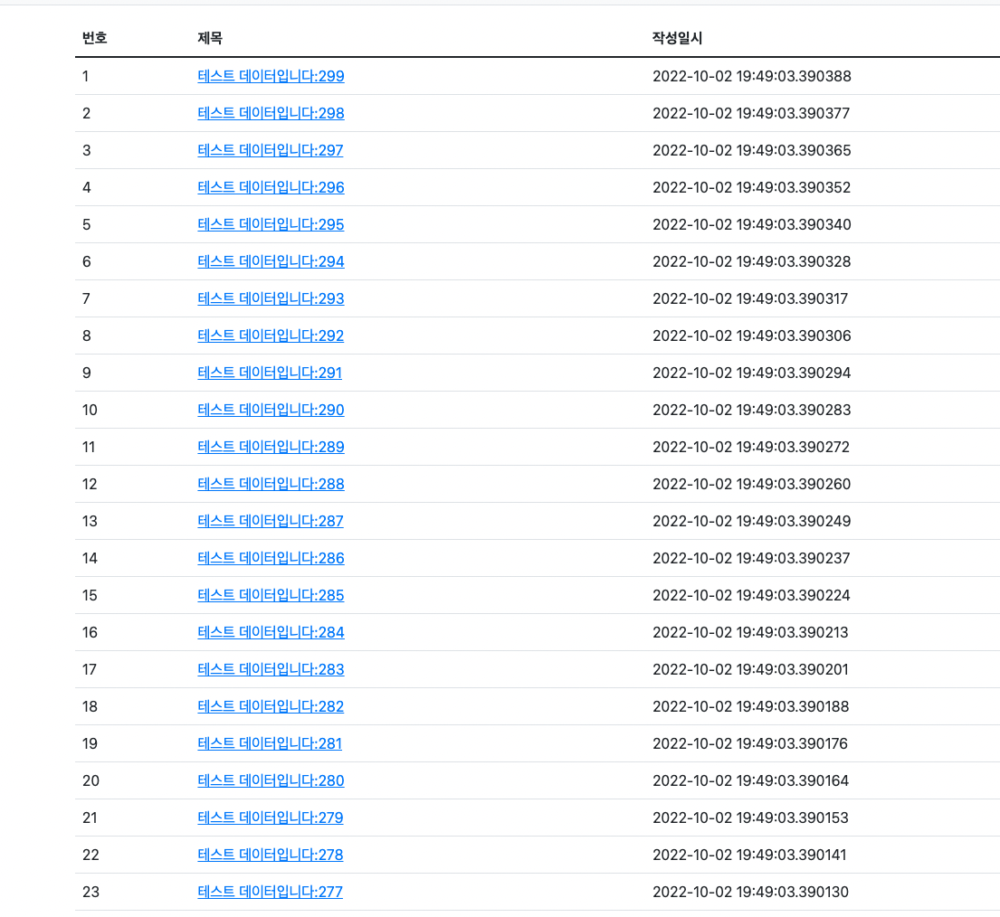 번호 제목 작성일시
1 테스트 데이터입니다:299 2022-10-02 19:49:03.390388
2 테스트 데이터입니다:298 2022-10-02 19:49:03.390377
3 테스트 데이터입니다:297 2022-10-02 19:49:03.390365
4 테스트 데이터입니다:296 2022-10-02 19:49:03.390352
5 테스트 데이터입니다:295 2022-10-02 19:49:03.390340
6 테스트 데이터입니다:294 2022-10-02 19:49:03.390328
7 테스트 데이터입니다:293 2022-10-02 19:49:03.390317
8 테스트 데이터입니다:292 2022-10-02 19:49:03.390306
9 테스트 데이터입니다:291 2022-10-02 19:49:03.390294
10 테스트 데이터입니다:290 2022-10-02 19:49:03.390283
11 테스트 데이터입니다:289 2022-10-02 19:49:03.390272
12 테스트 데이터입니다:288 2022-10-02 19:49:03.390260
13 테스트 데이터입니다:287 2022-10-02 19:49:03.390249
14 테스트 데이터입니다:286 2022-10-02 19:49:03.390237
15 테스트 데이터입니다:285 2022-10-02 19:49:03.390224
16 테스트 데이터입니다:284 2022-10-02 19:49:03.390213
17 테스트 데이터입니다:283 2022-10-02 19:49:03.390201
18 테스트 데이터입니다:282 2022-10-02 19:49:03.390188
19 테스트 데이터입니다:281 2022-10-02 19:49:03.390176
20 테스트 데이터입니다:280 2022-10-02 19:49:03.390164
21 테스트 데이터입니다:279 2022-10-02 19:49:03.390153
22 테스트 데이터입니다:278 2022-10-02 19:49:03.390141
23 테스트 데이터입니다:277 2022-10-02 19:49:03.390130